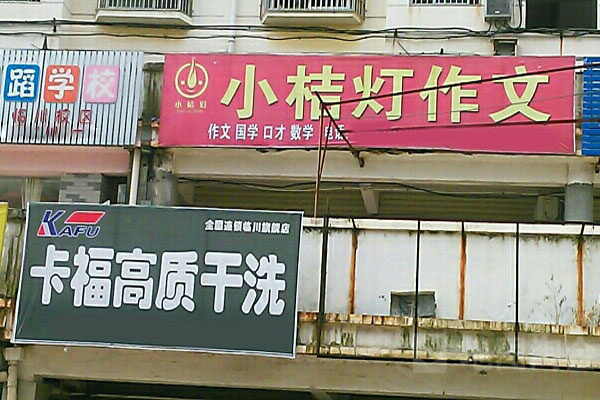 蹈学校
临川校区
小桔灯
小桔灯作文
作文 国学 口才 数学 电话
KAFU
全国连锁临川旗舰店
卡福高质干洗